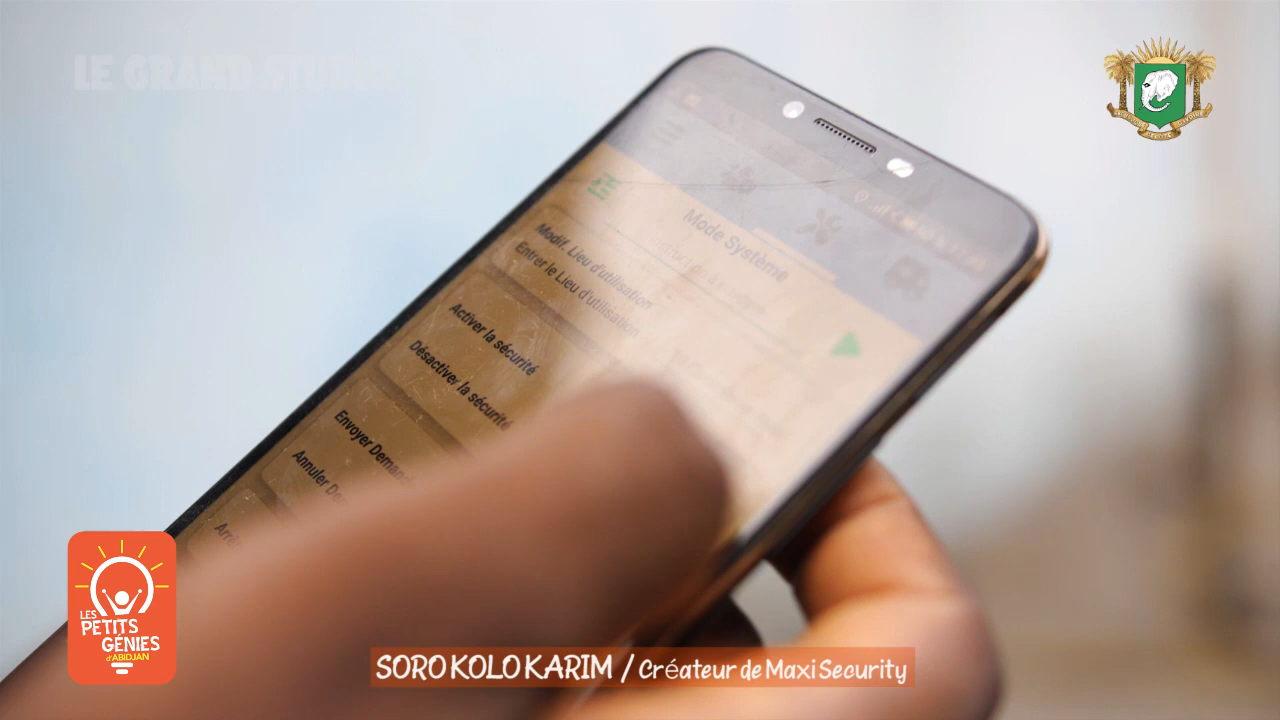 LE GRAND STUDIO
Mode Système
Modif. Lieu d'utilisation
Entrer le Lieu d'utilisation
Activer la sécurité
Désactiver la sécurité
Envoyer
Annuler
LES
PETITS
GÉNIES
d'ABIDJAN
SORO KOLO KARIM / Créateur de Maxi Security